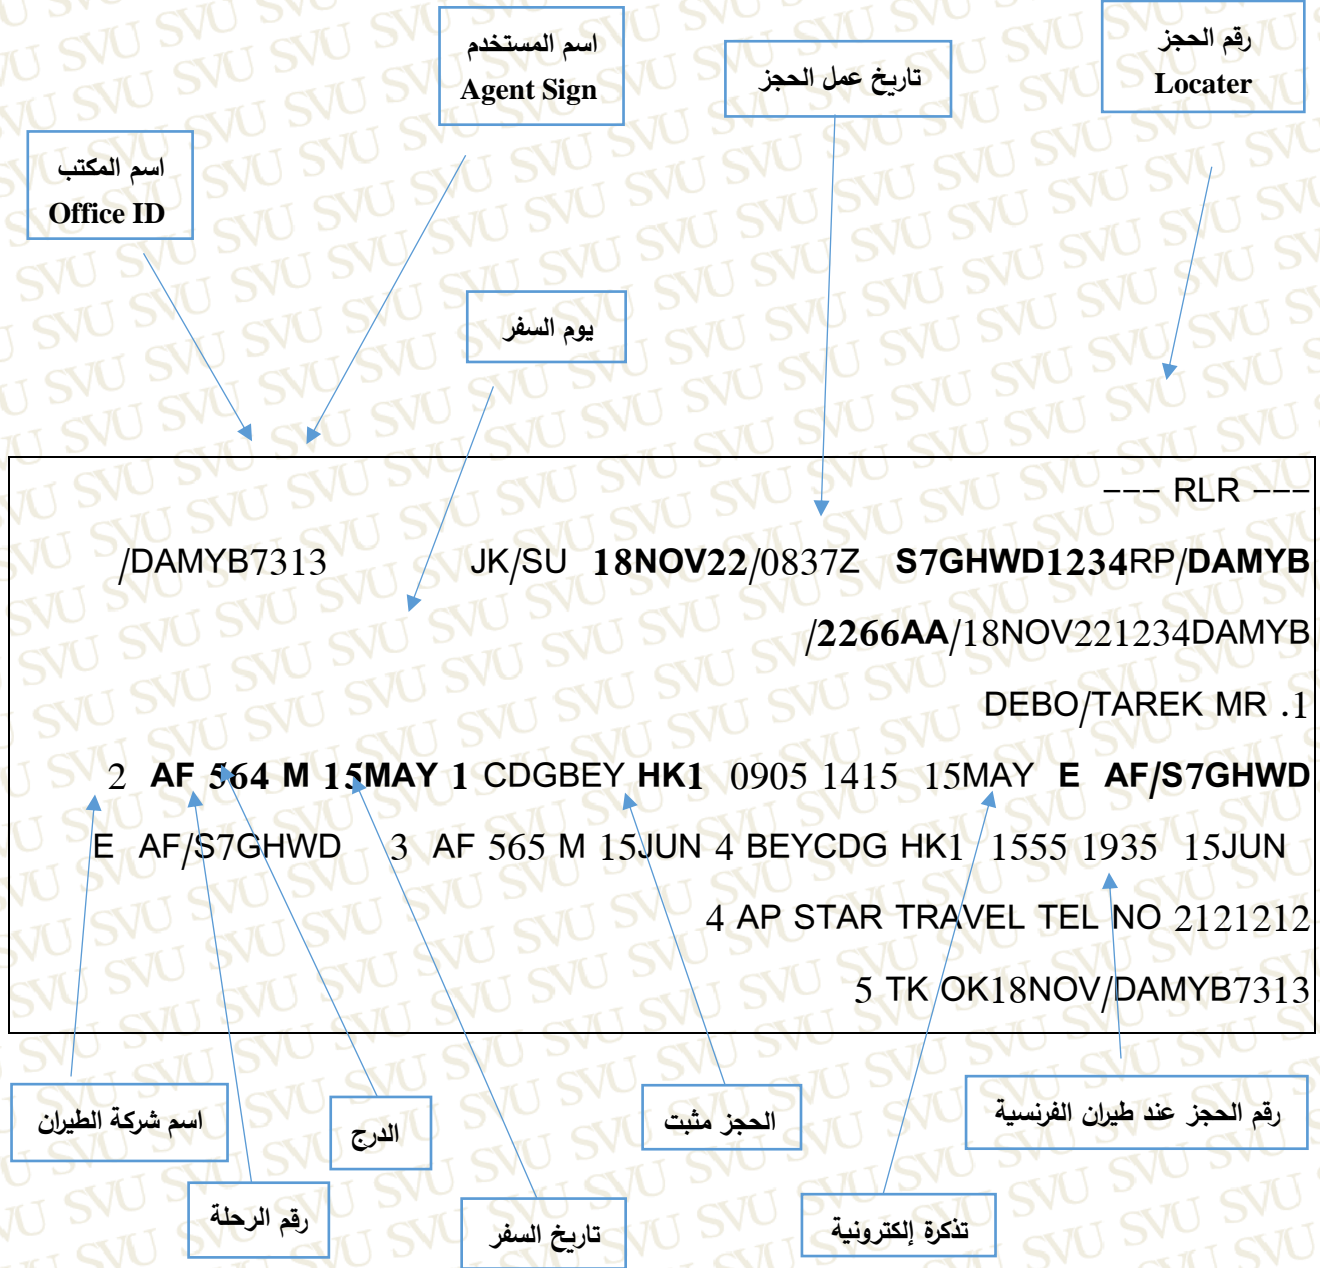 اسم المستخدم
Agent Sign
تاريخ عمل الحجز
رقم الحجز
Locater
اسم المكتب
Office ID
يوم السفر
--- RLR ---
/DAMYB7313 JK/SU 18NOV22/0837Z S7GHWD1234RP/DAMYB
/2266AA/18NOV221234DAMYB
DEBO/TAREK MR .1
2 AF 564 M 15MAY 1 CDGBEY HK1 0905 1415 15MAY E AF/S7GHWD
E AF/S7GHWD 3 AF 565 M 15JUN 4 BEYCDG HK1 1555 1935 15JUN
4 AP STAR TRAVEL TEL NO 2121212
5 TK OK18NOV/DAMYB7313
اسم شركة الطيران
الدرج
الحجز مثبت
رقم الحجز عند طيران الفرنسية
رقم الرحلة
تاريخ السفر
تذكرة إلكترونية